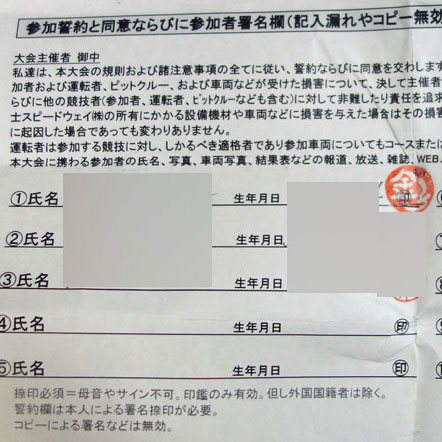 参加誓約と同意ならびに参加者署名欄(記入漏れやコピー無効
大会主催者 御中
私達は、本大会の規則および諸注意事項の全てに従い、誓約ならびに同意を交わします
加者および運転者、ピットクルー、および車両などが受けた損害について、決して主催者
らびに他の競技者(参加者、運転者、ピットクルーなども含む)に対して非難したり責任を追求
士スピードウェイ㈱の所有にかかる設備機材や車両などに損害を与えた場合はその損害
に起因した場合であっても変わりありません。
運転者は参加する競技に対し、しかるべき適格者であり参加車両についてもコースまたは
本大会に携わる参加者の氏名、写真、車両写真、結果表などの報道、放送、雑誌、WEB、
①氏名 生年月日 印
②氏名 生年月日
③氏名 生年月日
④氏名 生年月日 ㊞
⑤氏名 生年月日 ㊞
捺印必須=母音やサイン不可。印鑑のみ有効。但し外国国籍者は除く。
誓約欄は本人による署名捺印が必要。
コピーによる署名などは無効。